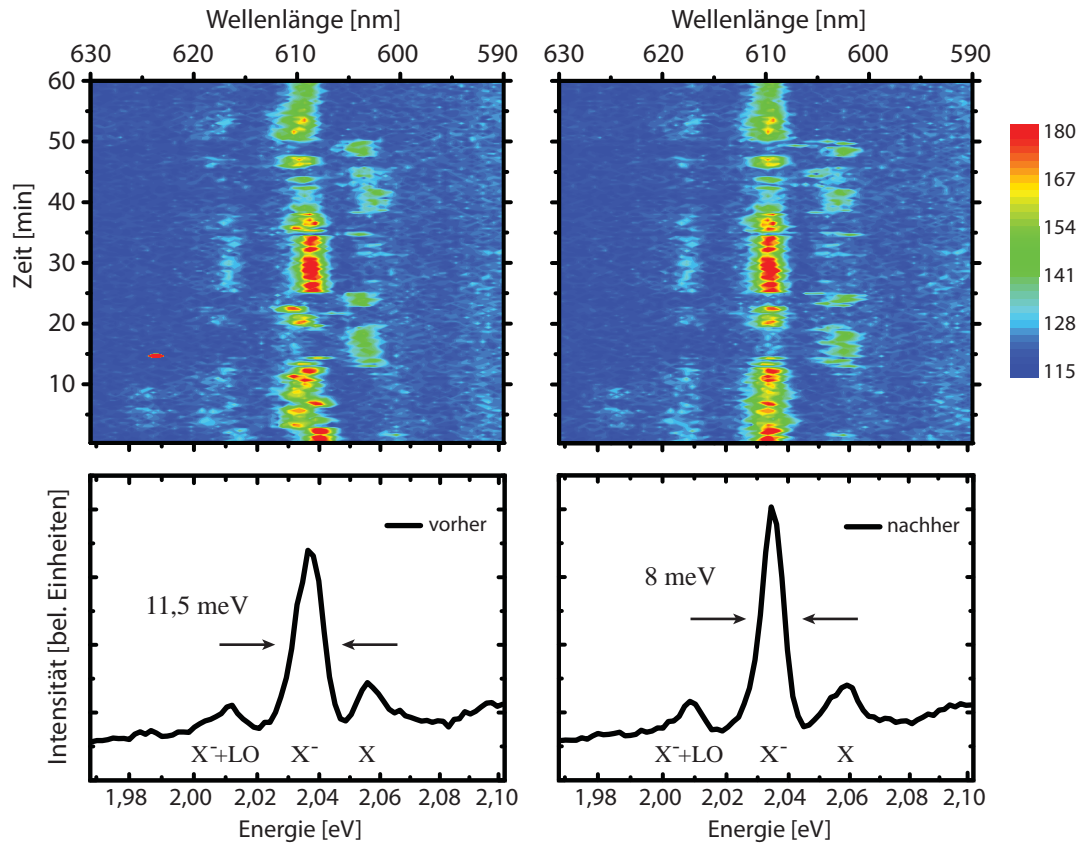 Wellenlänge [nm]
Wellenlänge [nm]
630 620 610 600 590
630 620 610 600 590
Zeit [min]
60
50
40
30
20
10
180
167
154
141
128
115
Intensität [bel. Einheiten]
vorher
11,5 meV
X⁻+LO X⁻ X
1,98 2,00 2,02 2,04 2,06 2,08 2,10
Energie [eV]
nachher
8 meV
X⁻+LO X⁻ X
1,98 2,00 2,02 2,04 2,06 2,08 2,10
Energie [eV]